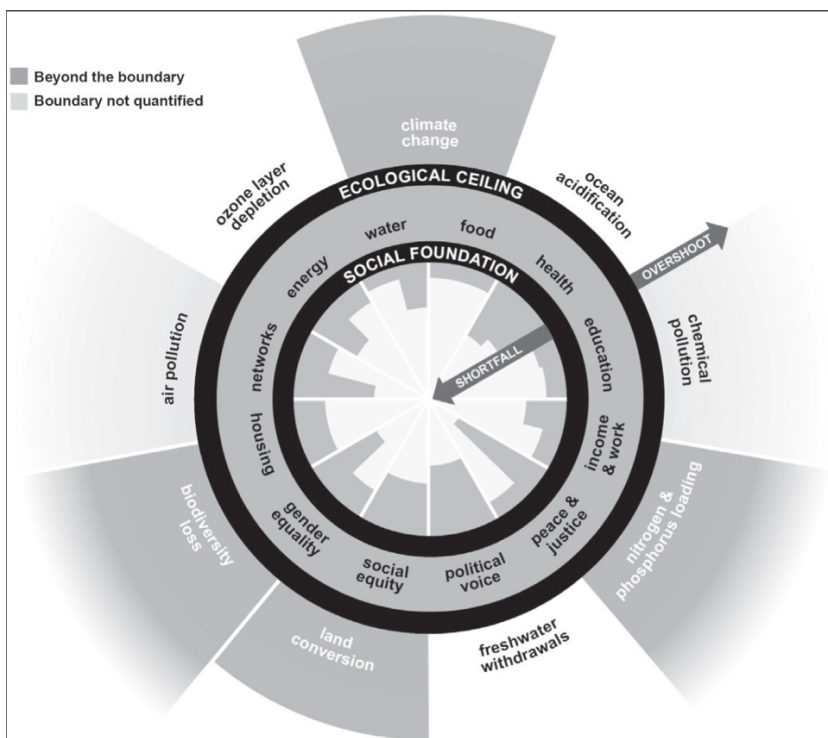 Beyond the boundary
Boundary not quantified
climate
change
ozone layer
depletion
ECOLOGICAL CEILING
ocean
acidification
water
food
energy
SOCIAL FOUNDATION
health
OVERSHOOT
air pollution
networks
SHORTFALL
education
chemical
pollution
housing
income
& work
biodiversity
loss
gender
equality
social
equity
political
voice
peace &
justice
nitrogen &
phosphorus loading
land
conversion
freshwater
withdrawals